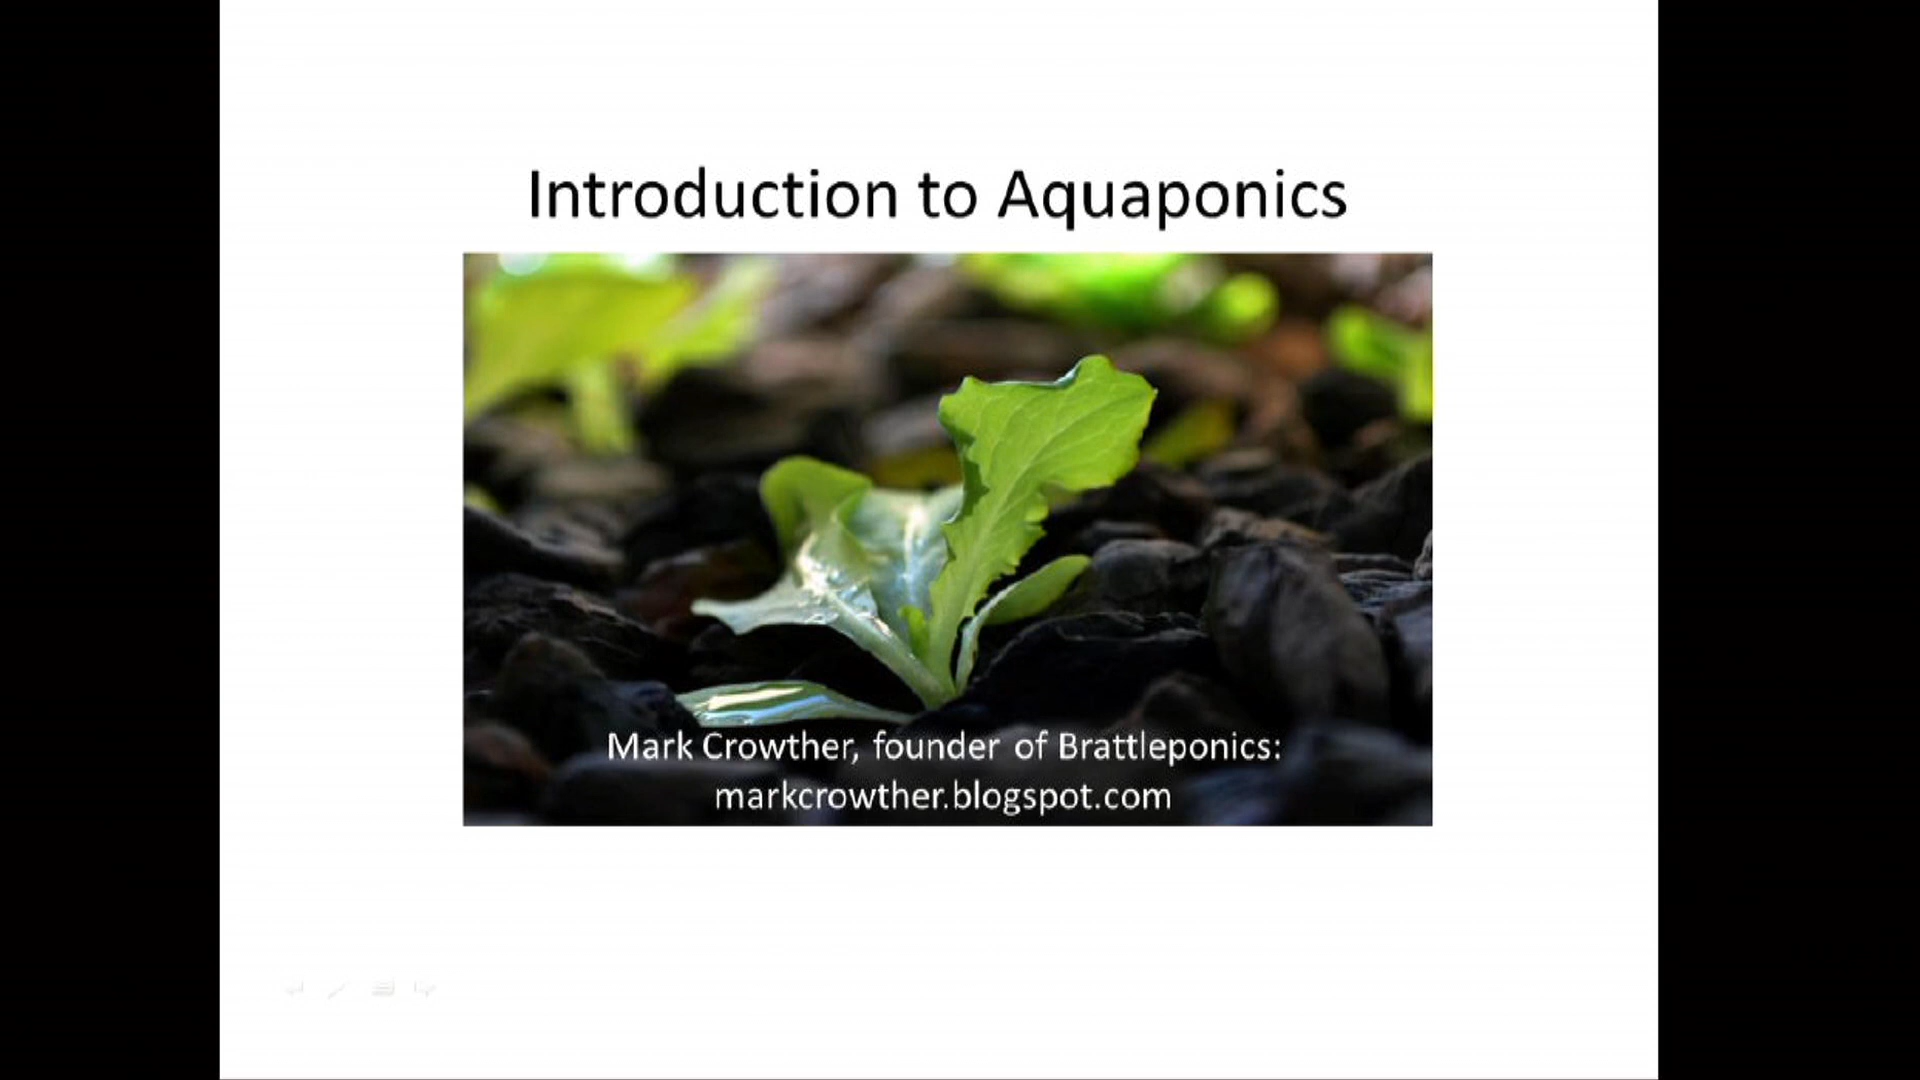 Introduction to Aquaponics
Mark Crowther, founder of Brattleponics:
markcrowther.blogspot.com